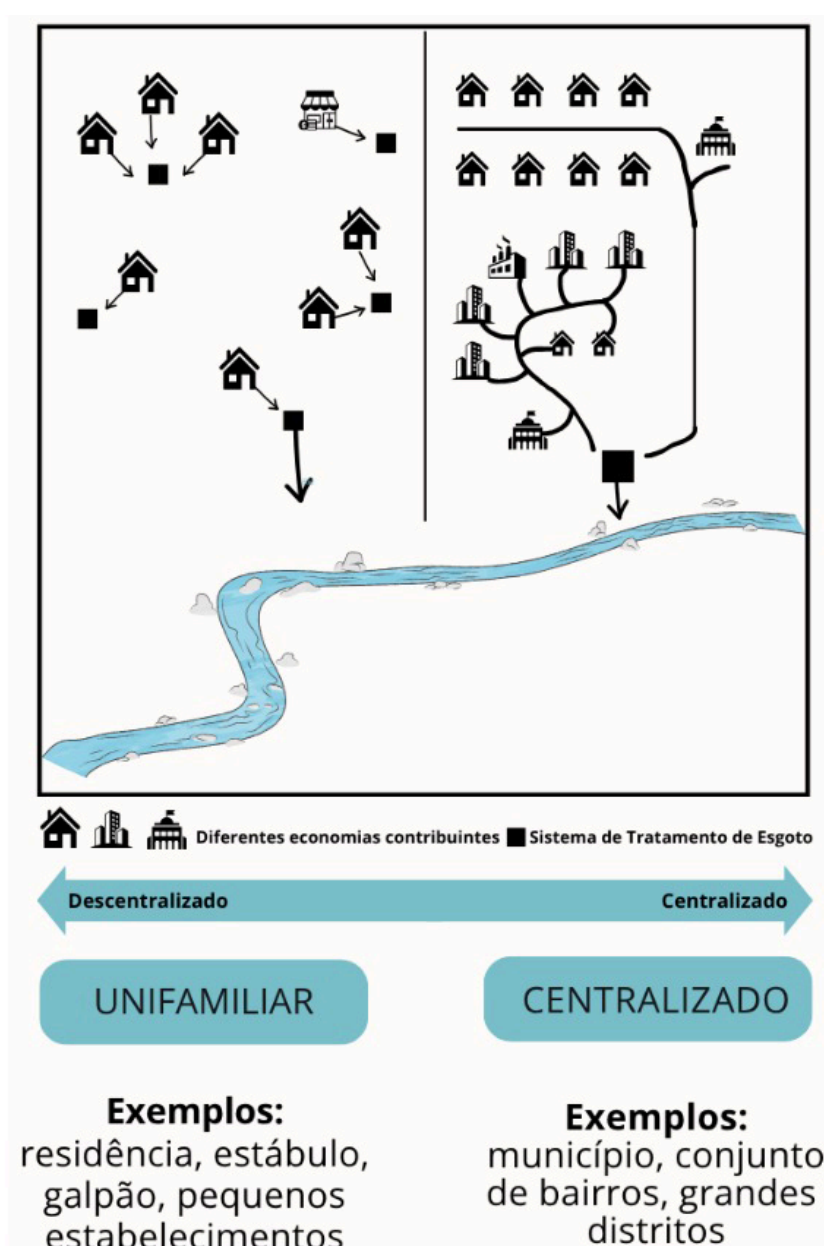 Diferentes economias contribuintes
Sistema de Tratamento de Esgoto
Descentralizado
Centralizado
UNIFAMILIAR
CENTRALIZADO
Exemplos:
residência, estábulo,
galpão, pequenos
estabelecimentos
Exemplos:
município, conjunto
de bairros, grandes
distritos